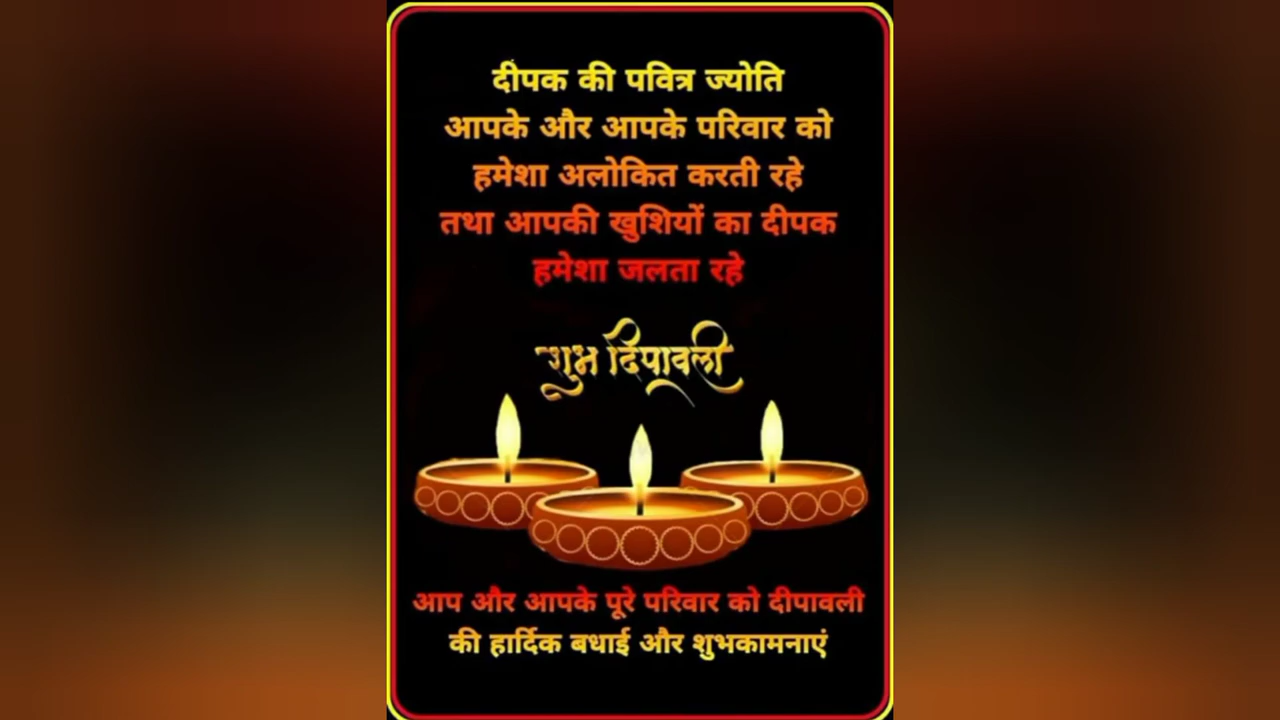 दीपक की पवित्र ज्योति
आपके और आपके परिवार को
हमेशा अलोकित करती रहे
तथा आपकी खुशियों का दीपक
हमेशा जलता रहे
शुभ दिपावली
आप और आपके पूरे परिवार को दीपावली
की हार्दिक बधाई और शुभकामनाएं